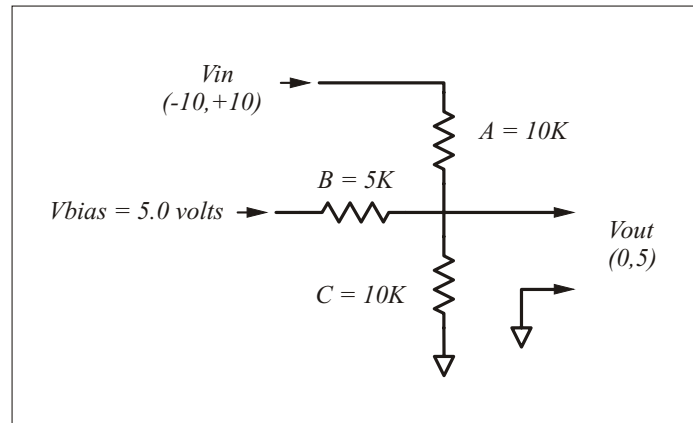 Vin
(-10,+10)
A = 10K
B = 5K
Vbias = 5.0 volts
Vout
(0,5)
C = 10K